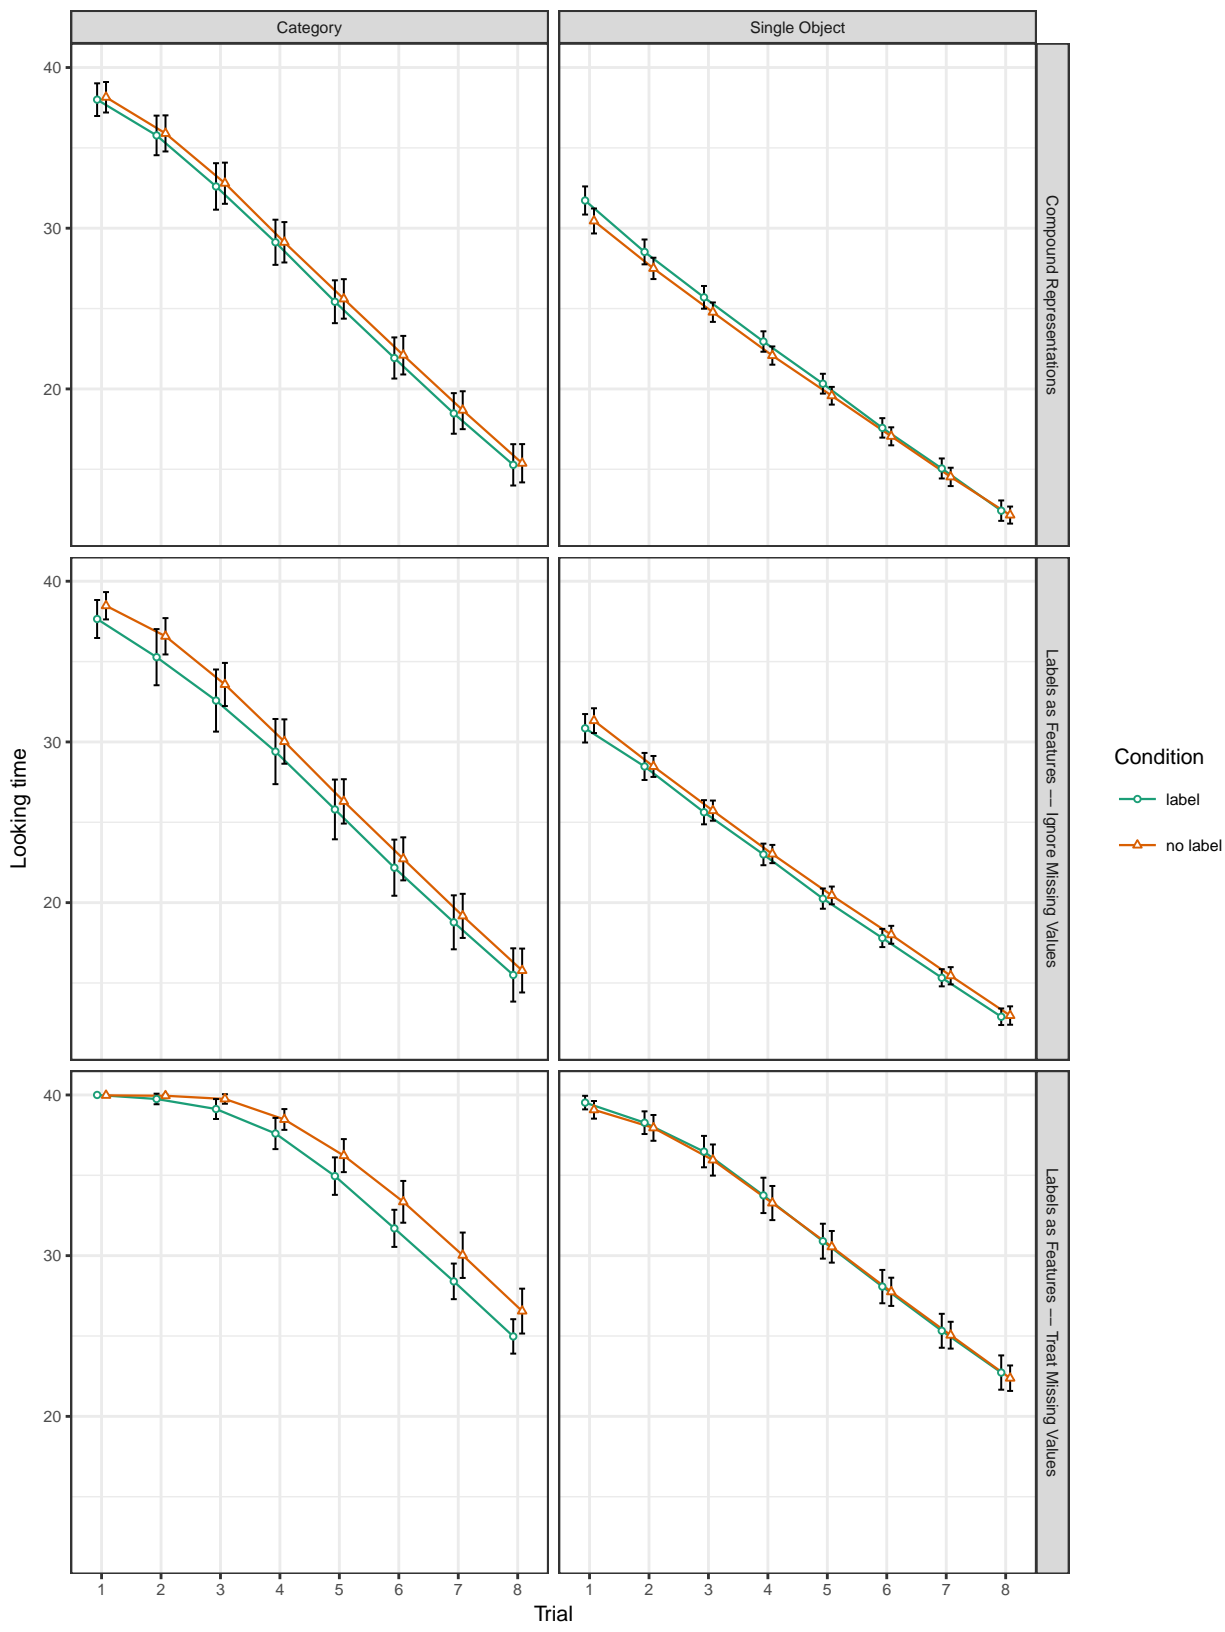 Category
Single Object
40
30
20
Compound Representations
40
30
20
Labels as Features −− Ignore Missing Values
40
30
20
Labels as Features −− Treat Missing Values
1 2 3 4 5 6 7 8
1 2 3 4 5 6 7 8
Trial
Looking time
Condition
label
no label